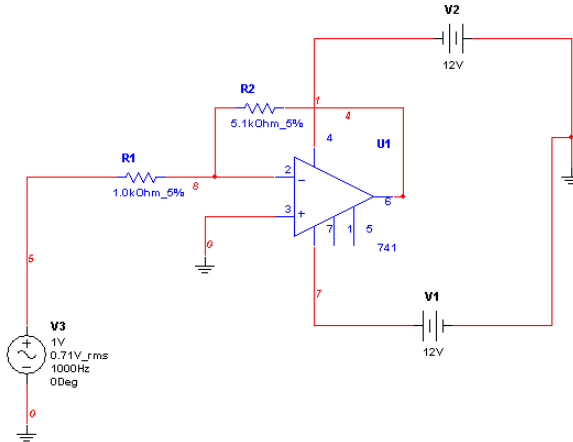 V2
12V
R2
5.1kOhm_5%
1
4
4
U1
R1
1.0kOhm_5%
8
2
−
3
+
6
0
7
1
5
741
5
7
V1
12V
V3
1V
0.71V_rms
1000Hz
0Deg
+
−
0